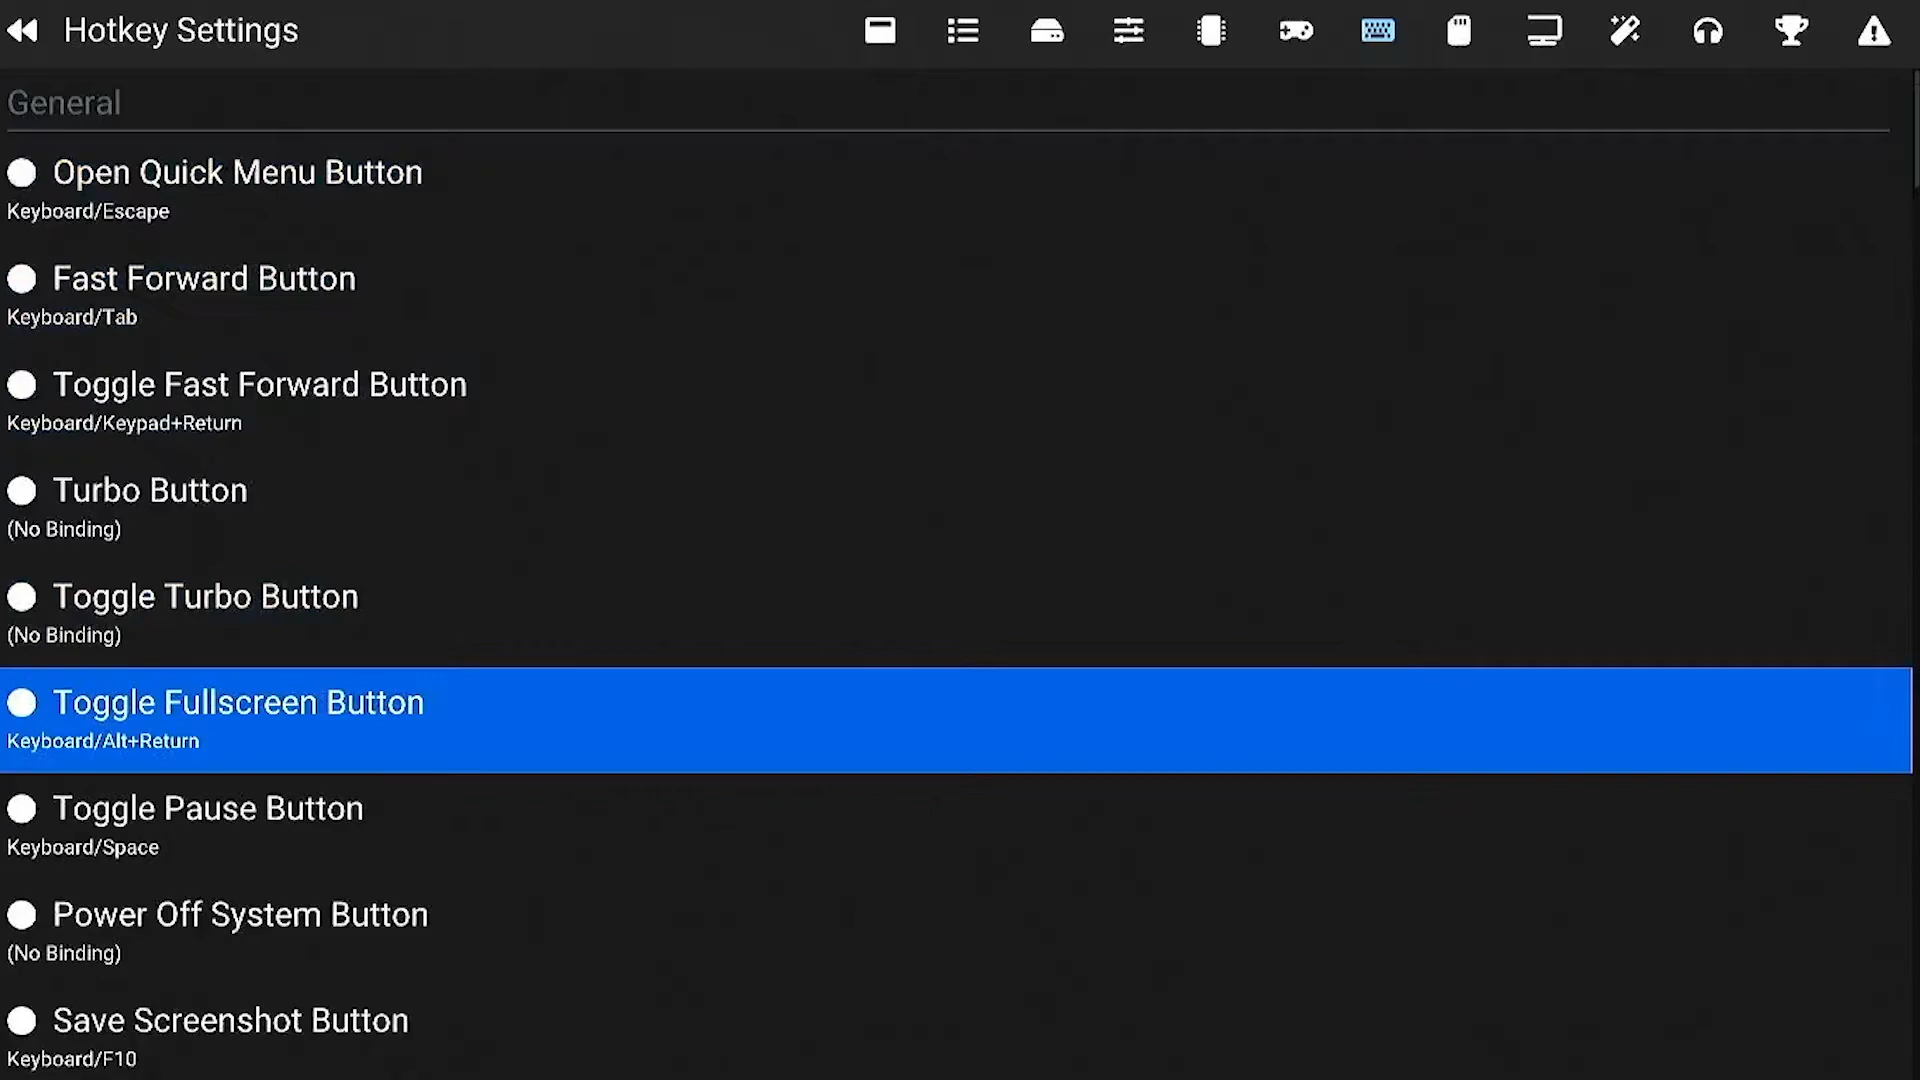 Hotkey Settings
General
Open Quick Menu Button
Keyboard/Escape
Fast Forward Button
Keyboard/Tab
Toggle Fast Forward Button
Keyboard/Keypad+Return
Turbo Button
(No Binding)
Toggle Turbo Button
(No Binding)
Toggle Fullscreen Button
Keyboard/Alt+Return
Toggle Pause Button
Keyboard/Space
Power Off System Button
(No Binding)
Save Screenshot Button
Keyboard/F10